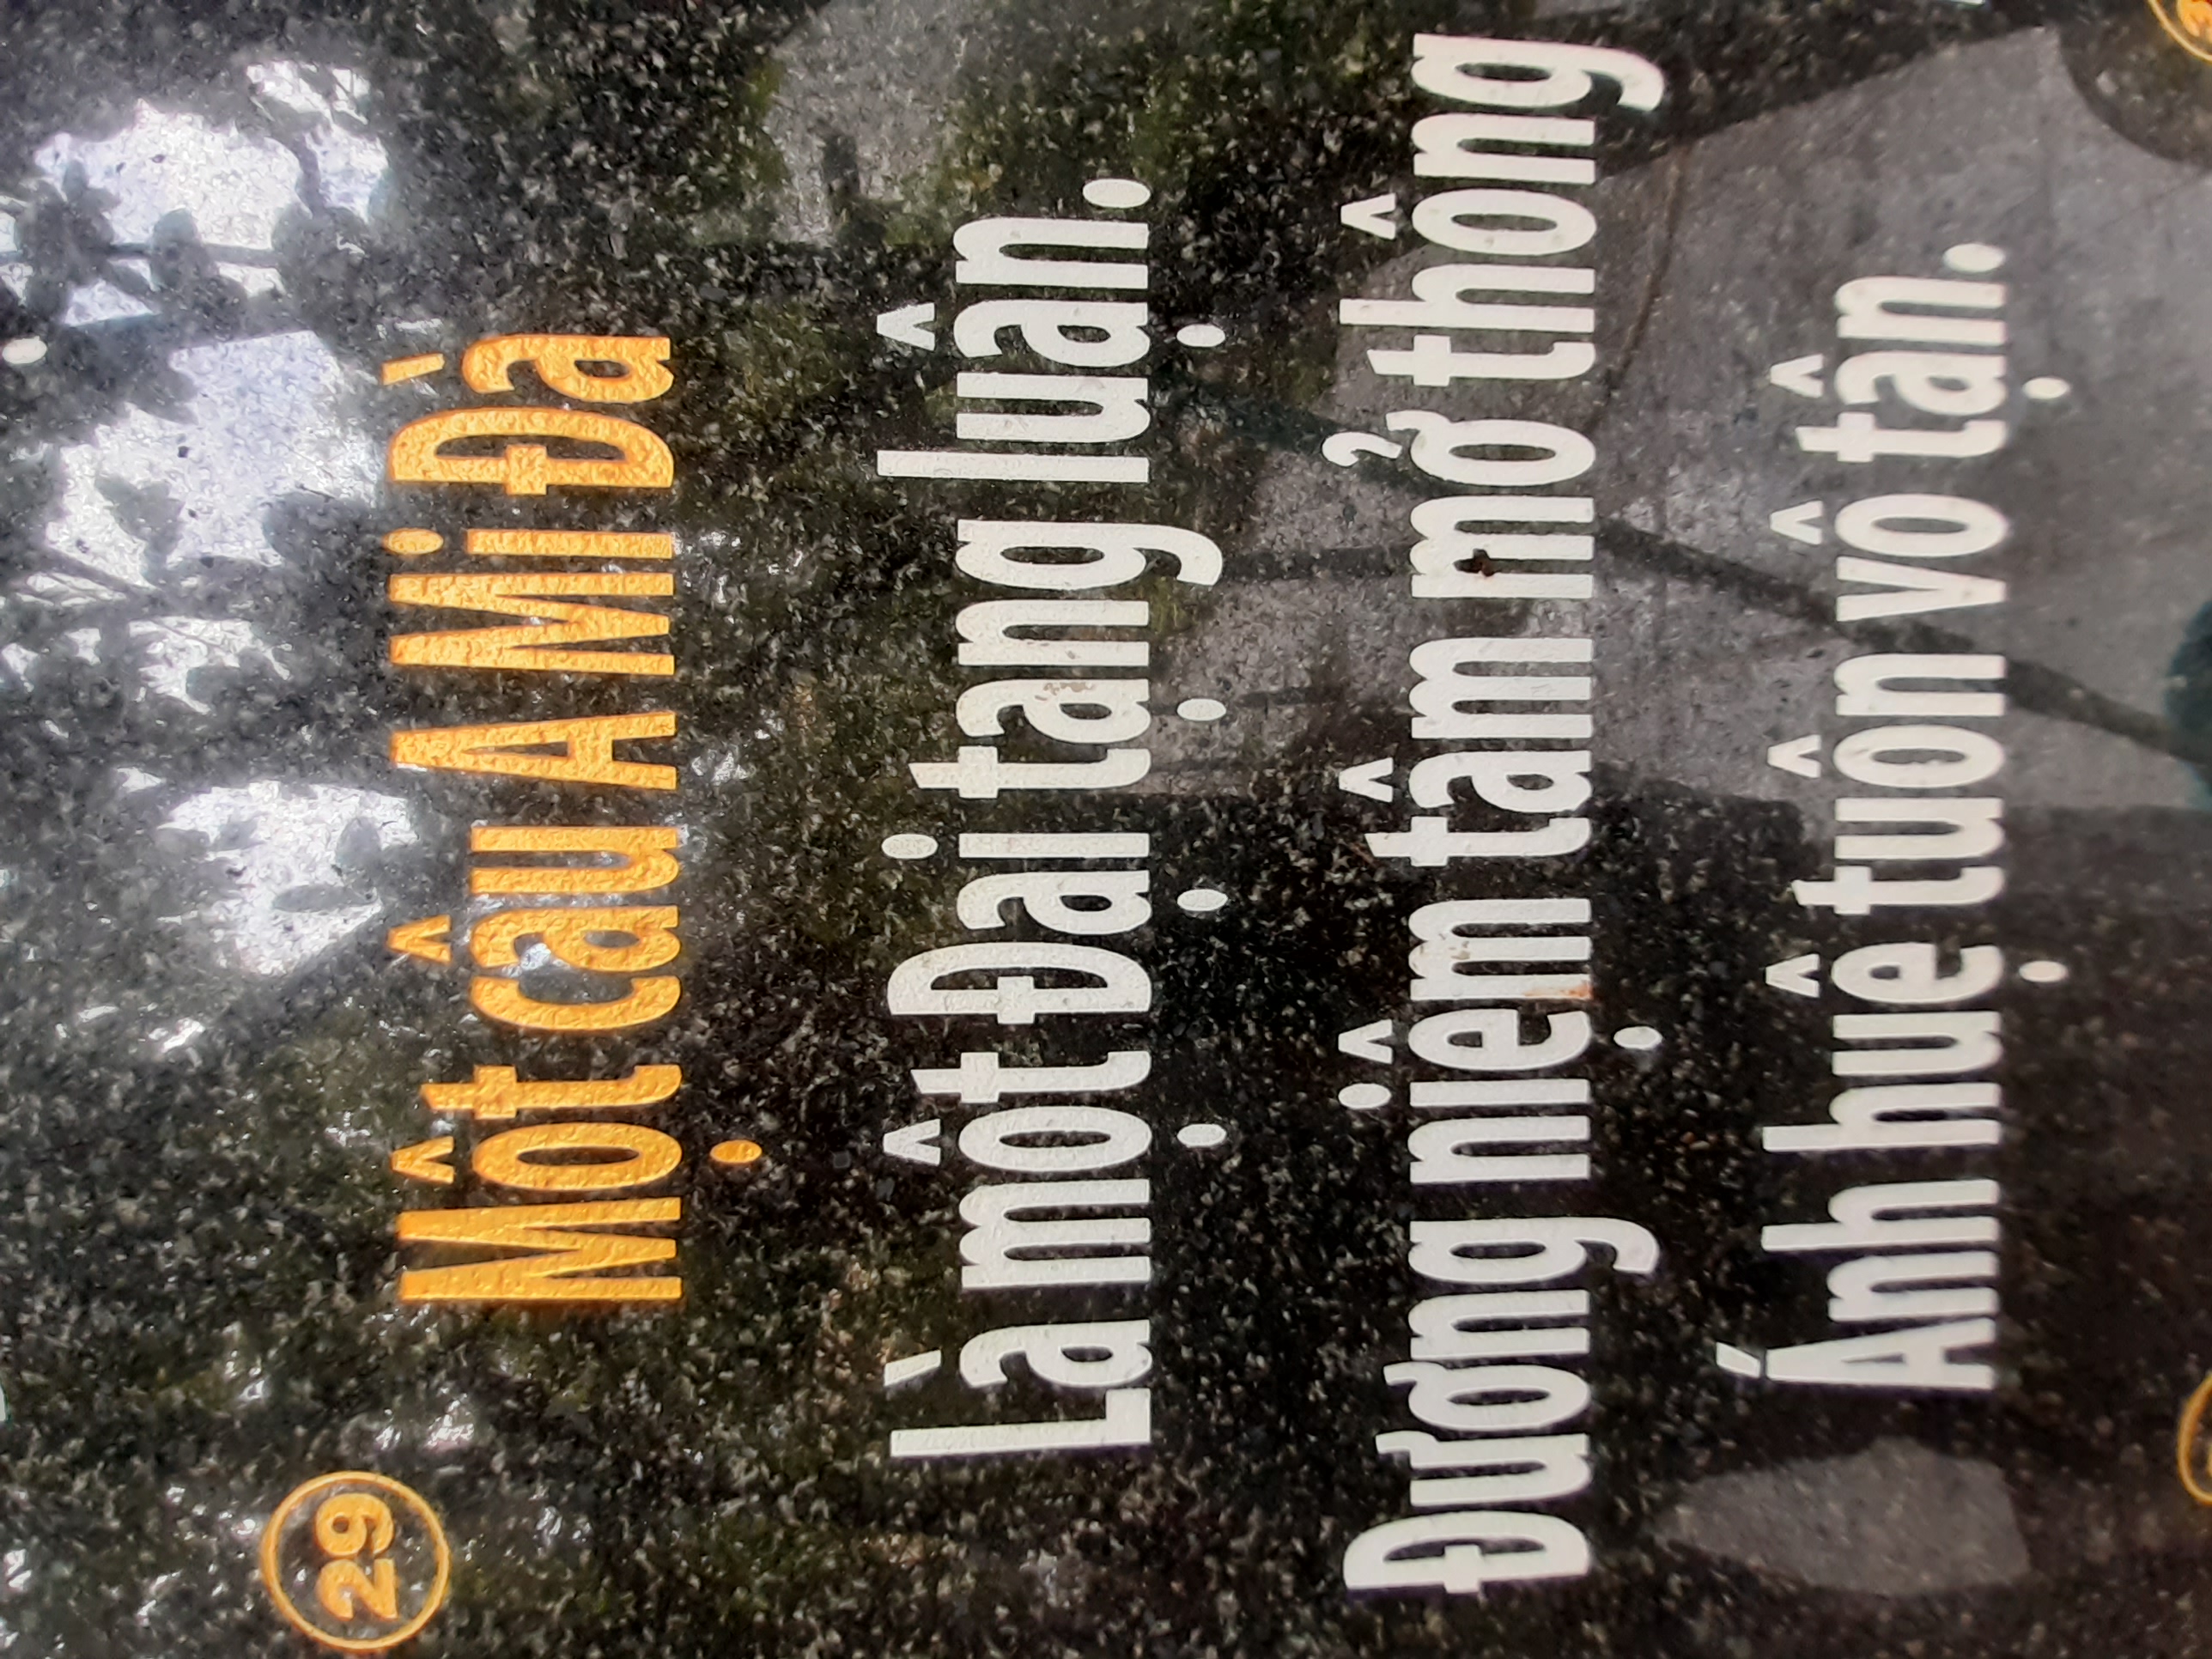 29
Một câu A Mi Đà
Là một Đại tạng luận.
Đương niệm tâm mở thông
Ánh huệ tuôn vô tận.